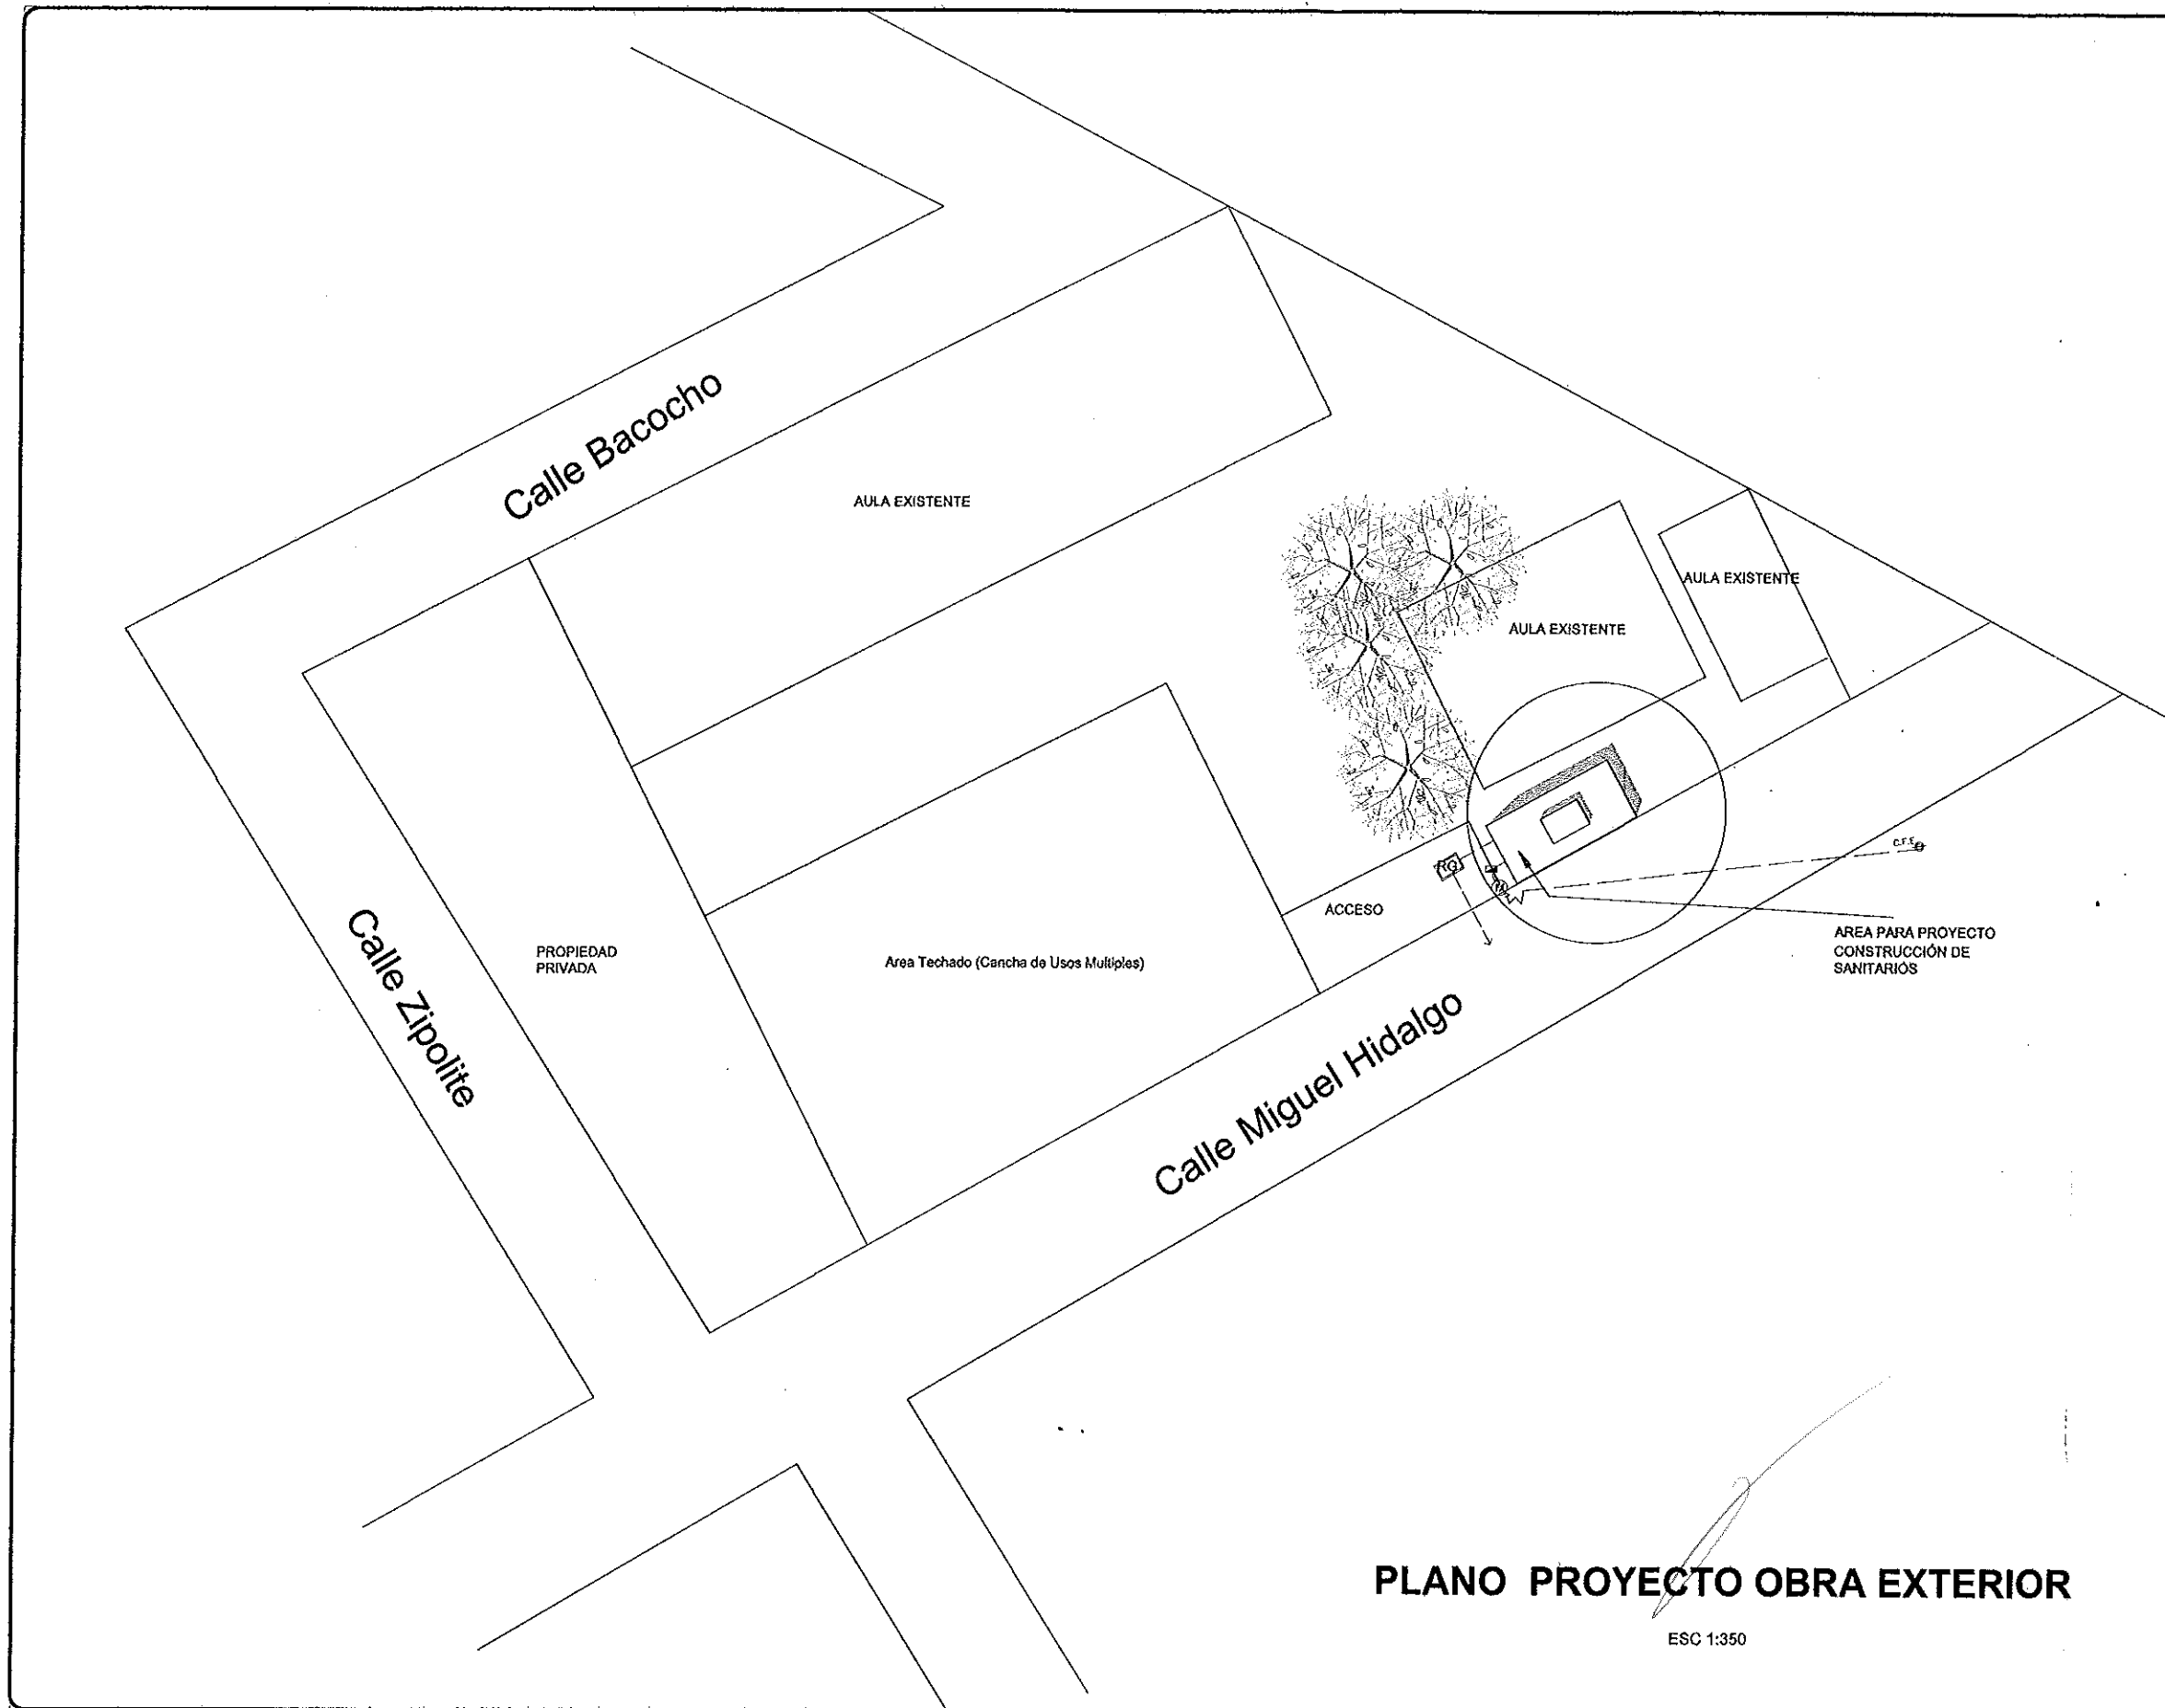 Calle Bacocho
AULA EXISTENTE
AULA EXISTENTE
AULA EXISTENTE
C.F.E.
RG
M
ACCESO
AREA PARA PROYECTO
CONSTRUCCIÓN DE
SANITARIOS
PROPIEDAD
PRIVADA
Area Techado (Cancha de Usos Multiples)
Calle Zipolite
Calle Miguel Hidalgo
PLANO PROYECTO OBRA EXTERIOR
ESC 1:350